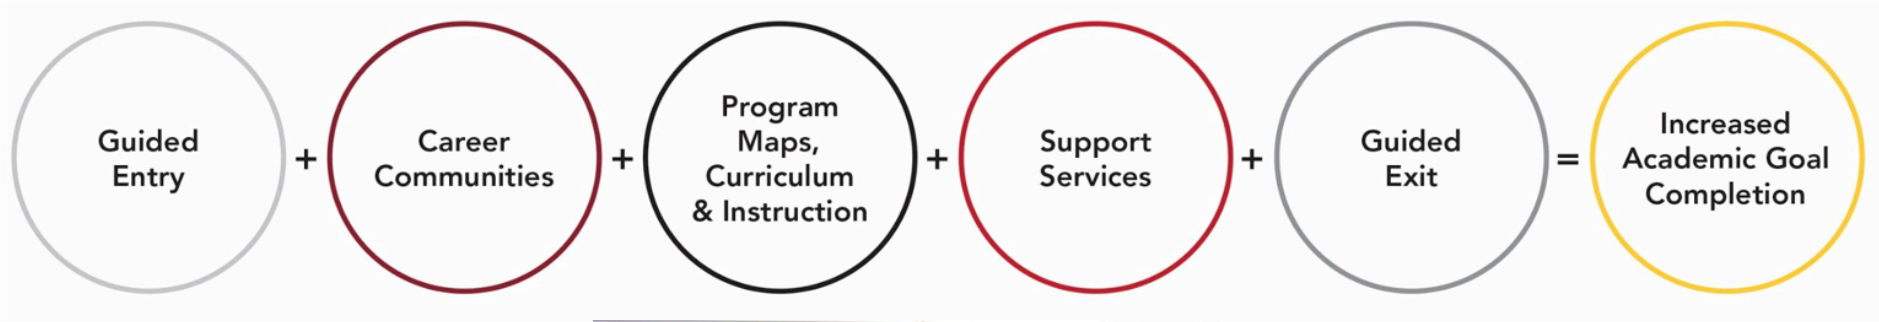 Guided
Entry
+
Career
Communities
+
Program
Maps,
Curriculum
& Instruction
+
Support
Services
+
Guided
Exit
=
Increased
Academic Goal
Completion